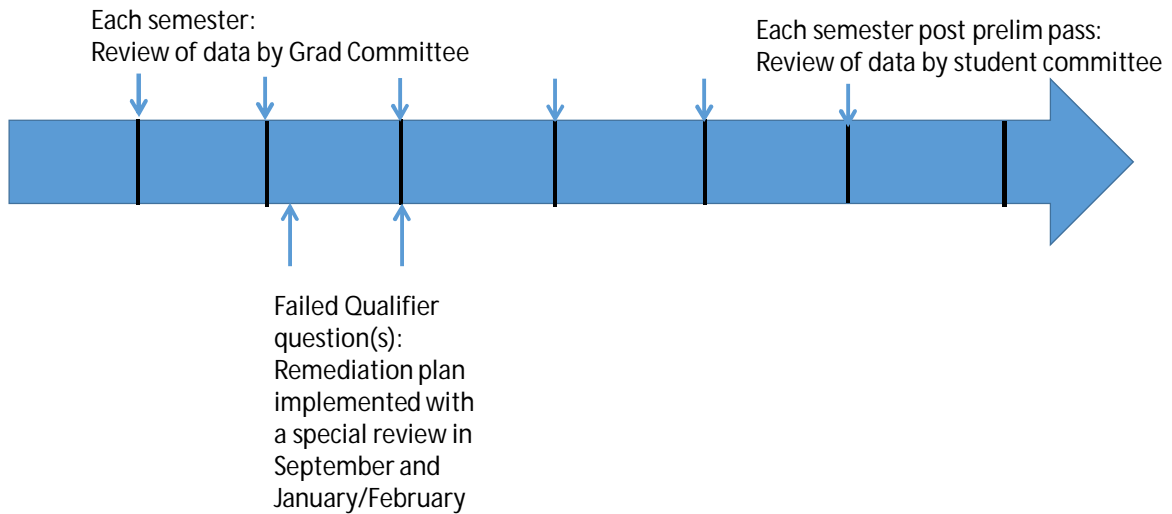 Each semester:
Review of data by Grad Committee
Each semester post prelim pass:
Review of data by student committee
Failed Qualifier
question(s):
Remediation plan
implemented with
a special review in
September and
January/February